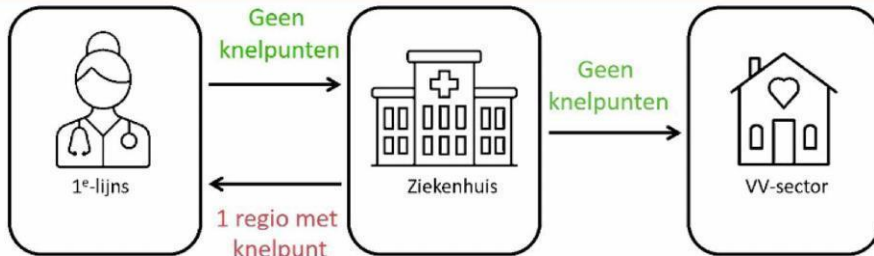 Geen
knelpunten
Geen
knelpunten
1e-lijns
Ziekenhuis
VV-sector
1 regio met
knelpunt